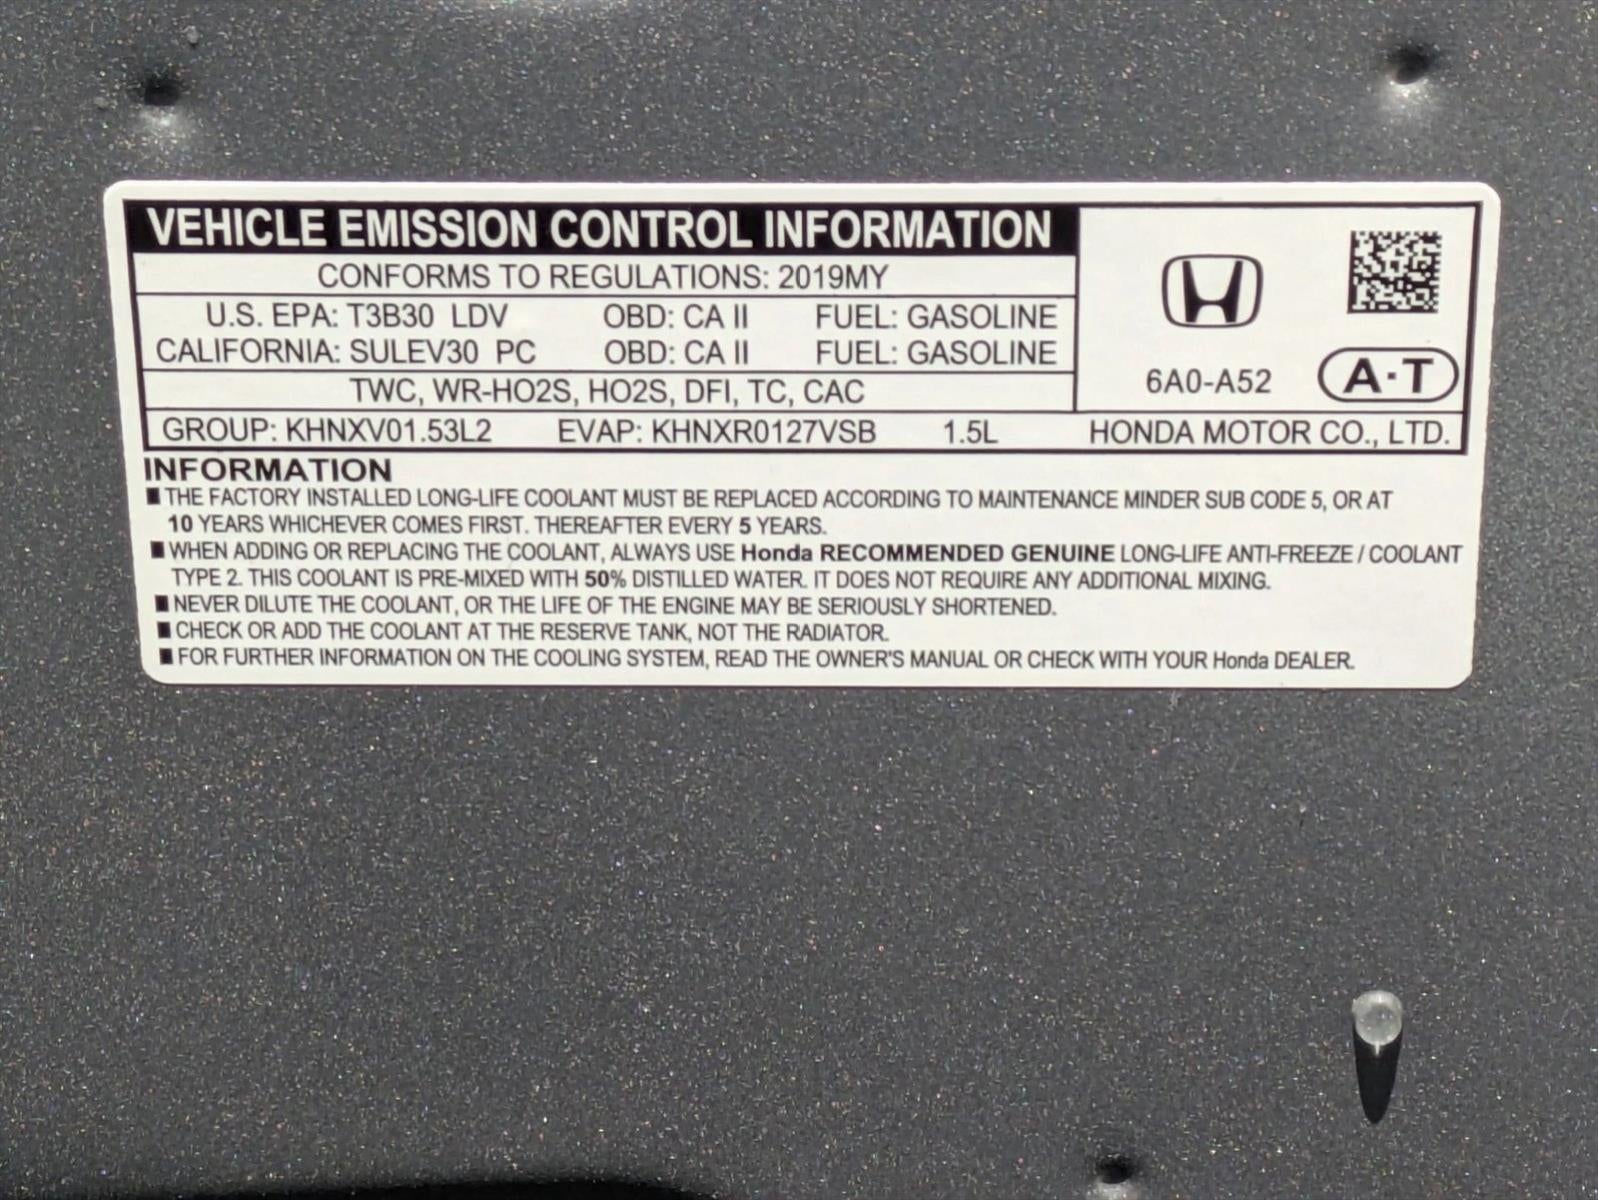 VEHICLE EMISSION CONTROL INFORMATION
CONFORMS TO REGULATIONS: 2019MY
U.S. EPA: T3B30 LDV OBD: CA II FUEL: GASOLINE
CALIFORNIA: SULEV30 PC OBD: CA II FUEL: GASOLINE
6A0-A52 A·T
TWC, WR-HO2S, HO2S, DFI, TC, CAC
GROUP: KHNXV01.53L2 EVAP: KHNXR0127VSB 1.5L HONDA MOTOR CO., LTD.
INFORMATION
■ THE FACTORY INSTALLED LONG-LIFE COOLANT MUST BE REPLACED ACCORDING TO MAINTENANCE MINDER SUB CODE 5, OR AT
10 YEARS WHICHEVER COMES FIRST. THEREAFTER EVERY 5 YEARS.
■ WHEN ADDING OR REPLACING THE COOLANT, ALWAYS USE Honda RECOMMENDED GENUINE LONG-LIFE ANTI-FREEZE / COOLANT
TYPE 2. THIS COOLANT IS PRE-MIXED WITH 50% DISTILLED WATER. IT DOES NOT REQUIRE ANY ADDITIONAL MIXING.
■ NEVER DILUTE THE COOLANT, OR THE LIFE OF THE ENGINE MAY BE SERIOUSLY SHORTENED.
■ CHECK OR ADD THE COOLANT AT THE RESERVE TANK, NOT THE RADIATOR.
■ FOR FURTHER INFORMATION ON THE COOLING SYSTEM, READ THE OWNER'S MANUAL OR CHECK WITH YOUR Honda DEALER.